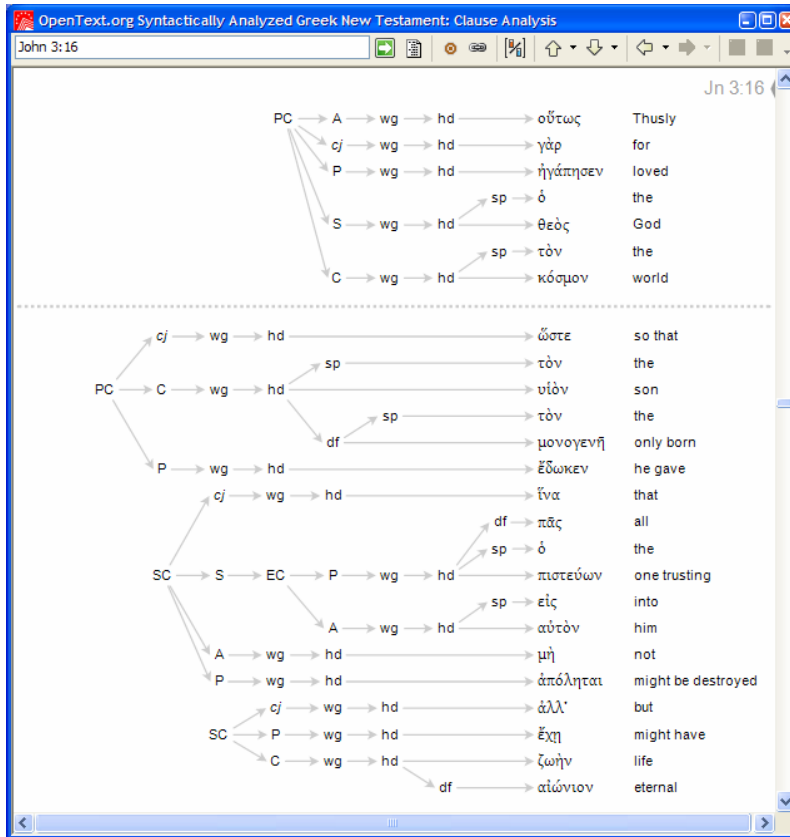 OpenText.org Syntactically Analyzed Greek New Testament: Clause Analysis
John 3:16
Jn 3:16
PC A wg hd οὕτως Thusly
cj wg hd γὰρ for
P wg hd ἠγάπησεν loved
sp ὁ the
S wg hd θεὸς God
sp τὸν the
C wg hd κόσμον world
cj wg hd ὥστε so that
sp τὸν the
PC C wg hd υἱὸν son
sp τὸν the
df μονογενῆ only born
P wg hd ἔδωκεν he gave
cj wg hd ἵνα that
df πᾶς all
sp ὁ the
SC S EC P wg hd πιστεύων one trusting
sp εἰς into
A wg hd αὐτὸν him
A wg hd μὴ not
P wg hd ἀπόληται might be destroyed
cj wg hd ἀλλ' but
SC P wg hd ἔχῃ might have
C wg hd ζωὴν life
df αἰώνιον eternal